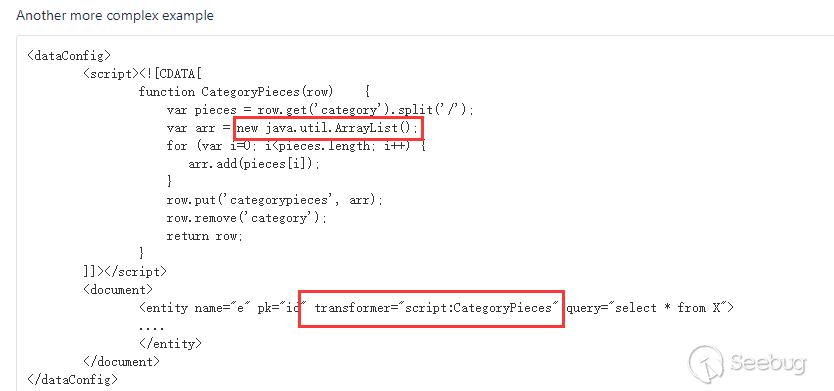 Another more complex example
<dataConfig>
<script><![CDATA[
function CategoryPieces(row)    {
var pieces = row.get('category').split('/');
var arr = new java.util.ArrayList();
for (var i=0; i<pieces.length; i++) {
arr.add(pieces[i]);
}
row.put('categorypieces', arr);
row.remove('category');
return row;
}
]]></script>
<document>
<entity name="e" pk="id" transformer="script:CategoryPieces" query="select * from X">
....
</entity>
</document>
</dataConfig>
Seebug